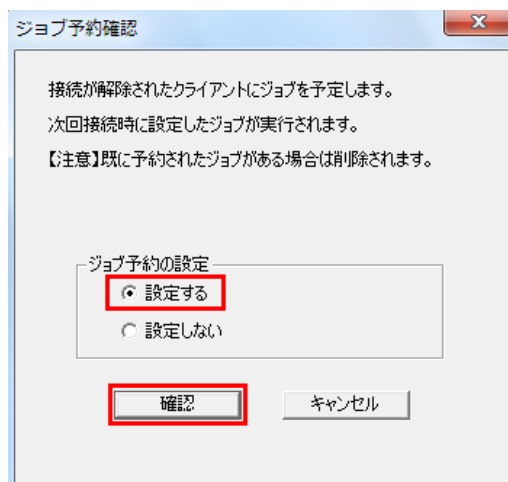 ジョブ予約確認
接続が解除されたクライアントにジョブを予定します。
次回接続時に設定したジョブが実行されます。
【注意】既に予約されたジョブがある場合は削除されます。
ジョブ予約の設定
設定する
設定しない
確認
キャンセル